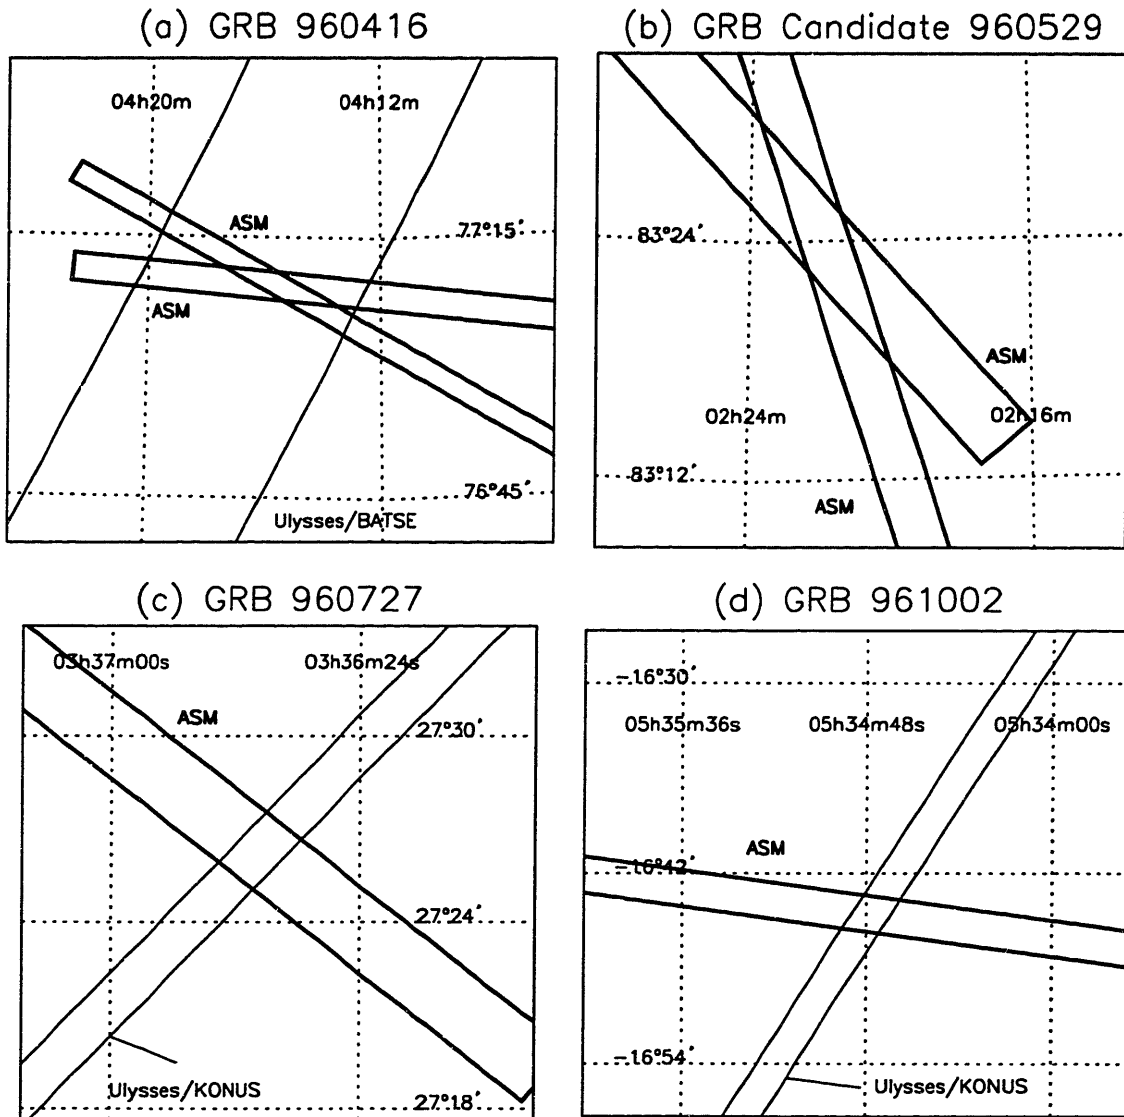 (a) GRB 960416
(b) GRB Candidate 960529
04h20m
04h12m
ASM
77°15′
ASM
76°45′
Ulysses/BATSE
83°24′
ASM
02h24m
02h16m
83°12′
ASM
(c) GRB 960727
(d) GRB 961002
03h37m00s
03h36m24s
ASM
27°30′
27°24′
Ulysses/KONUS
27°18′
-16°30′
05h35m36s
05h34m48s
05h34m00s
ASM
-16°42′
-16°54′
Ulysses/KONUS